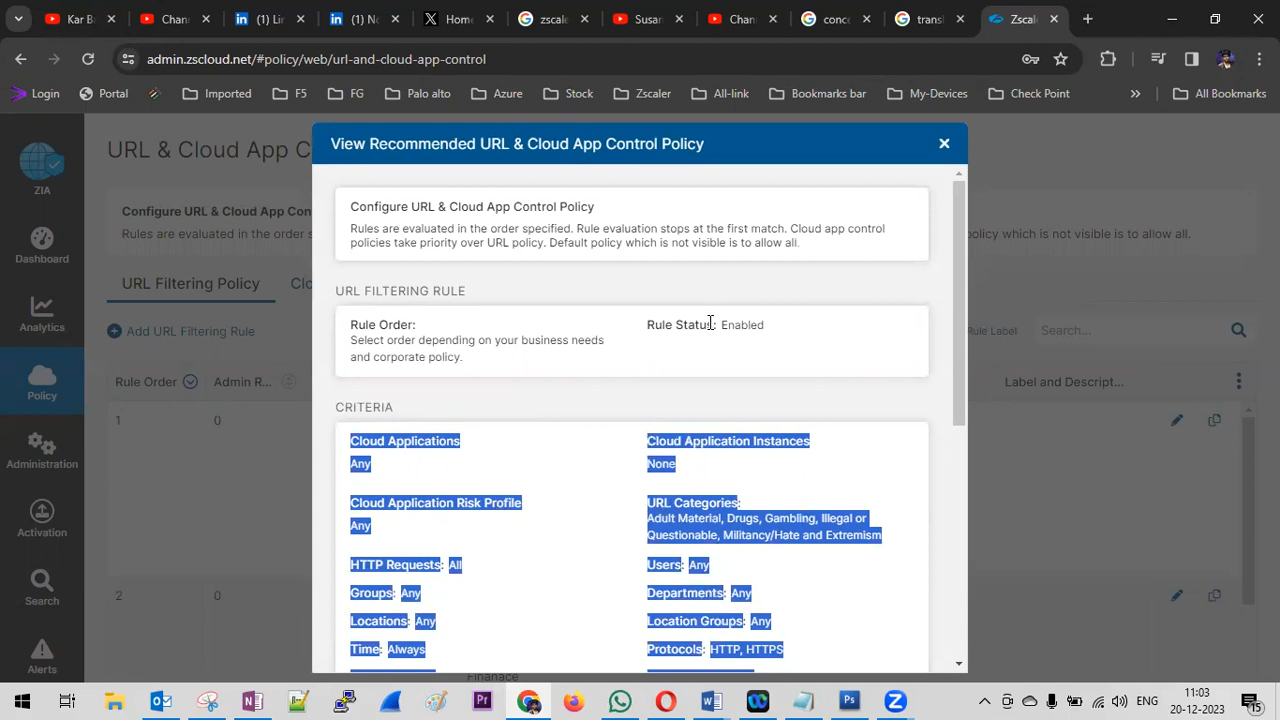 Kar B
Chan
(1) Li
(1) N
Home
zscale
Susan
Chan
conc
trans
Zscal
admin.zscloud.net/#policy/web/url-and-cloud-app-control
Login
Portal
Imported
F5
FG
Palo alto
Azure
Stock
Zscaler
All-link
Bookmarks bar
My-Devices
Check Point
»
All Bookmarks
URL & Cloud App C
View Recommended URL & Cloud App Control Policy
ZIA
Configure URL & Cloud App Con
Rules are evaluated in the order specified. Rul
policy which is not visible is to allow all.
Configure URL & Cloud App Control Policy
Rules are evaluated in the order specified. Rule evaluation stops at the first match. Cloud app control
policies take priority over URL policy. Default policy which is not visible is to allow all.
Dashboard
URL Filtering Policy
Clo
URL FILTERING RULE
Analytics
Add URL Filtering Rule
Rule Label
Search...
Rule Order:
Select order depending on your business needs
and corporate policy.
Rule Status: Enabled
Policy
Rule Order
Admin R...
Label and Descript...
1
0
CRITERIA
Cloud Applications
Any
Cloud Application Instances
None
Administration
Cloud Application Risk Profile
Any
URL Categories:
Adult Material, Drugs, Gambling, Illegal or
Questionable, Militancy/Hate and Extremism
Activation
HTTP Requests: All
Users: Any
Groups: Any
Departments: Any
2
0
Search
Locations: Any
Location Groups: Any
Time: Always
Protocols: HTTP, HTTPS
Alerts
Finanace
ENG
11:03
20-12-2023
15